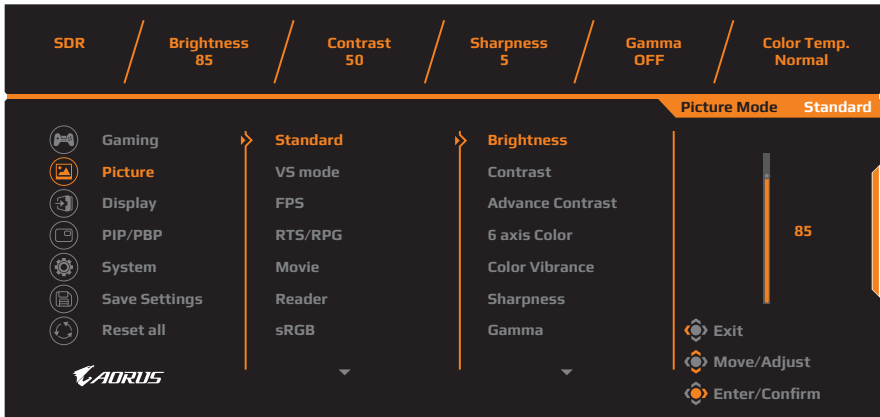 SDR
Brightness
85
Contrast
50
Sharpness
5
Gamma
OFF
Color Temp.
Normal
Picture Mode Standard
Gaming
Picture
Display
PIP/PBP
System
Save Settings
Reset all
Standard
VS mode
FPS
RTS/RPG
Movie
Reader
sRGB
Brightness
Contrast
Advance Contrast
6 axis Color
Color Vibrance
Sharpness
Gamma
85
Exit
Move/Adjust
Enter/Confirm
AORUS